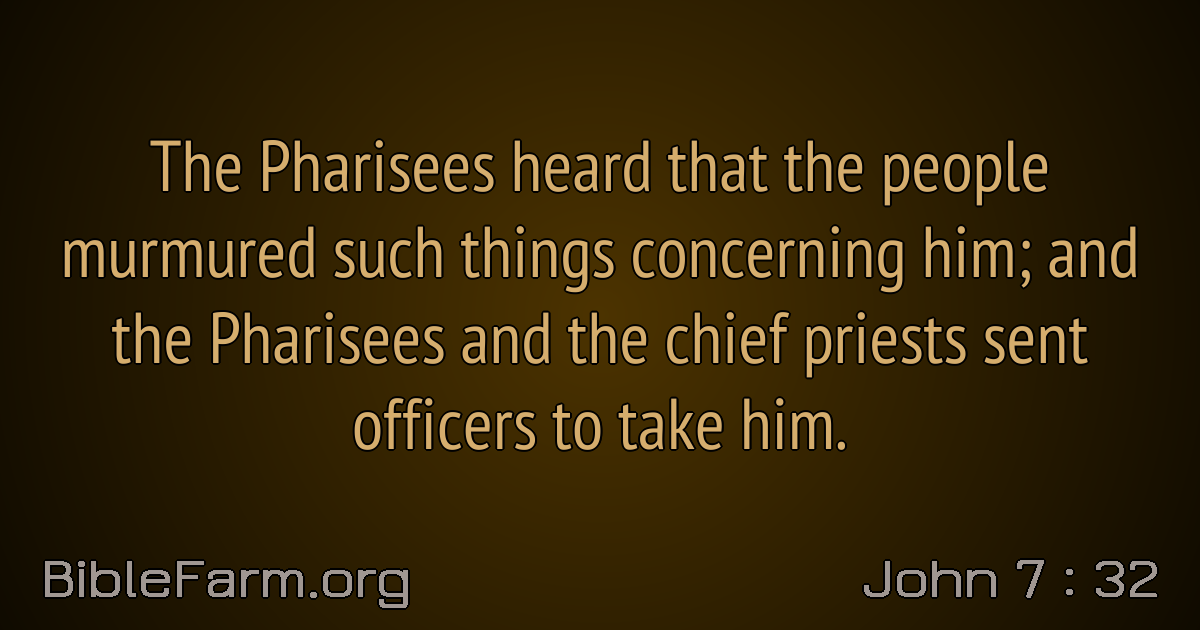 The Pharisees heard that the people
murmured such things concerning him; and
the Pharisees and the chief priests sent
officers to take him.
BibleFarm.org
John 7 : 32